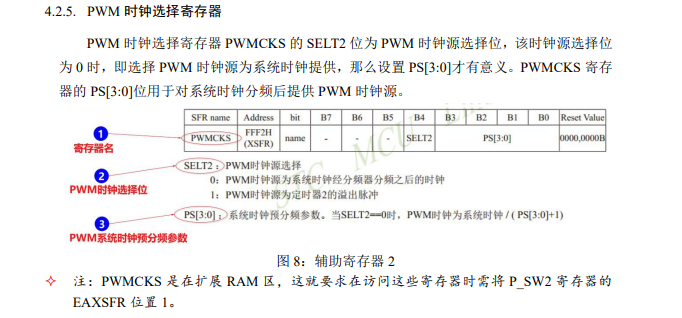 4.2.5. PWM 时钟选择寄存器
PWM 时钟选择寄存器 PWMCKS 的 SELT2 位为 PWM 时钟源选择位，该时钟源选择位
为 0 时，即选择 PWM 时钟源为系统时钟提供，那么设置 PS[3:0]才有意义。PWMCKS 寄存
器的 PS[3:0]位用于对系统时钟分频后提供 PWM 时钟源。
SFR name Address bit B7 B6 B5 B4 B3 B2 B1 B0 Reset Value
PWMCKS FFF2H (XSFR) name - - - SELT2 PS[3:0] 0000,0000B
1
寄存器名
SELT2：PWM时钟源选择
0：PWM时钟源为系统时钟经分频器分频之后的时钟
1：PWM时钟源为定时器2的溢出脉冲
2
PWM时钟选择位
PS[3:0]：系统时钟预分频参数。当SELT2==0时，PWM时钟为系统时钟 / ( PS[3:0]+1)
3
PWM系统时钟预分频参数
STC MCU Limi
图 8：辅助寄存器 2
✧ 注：PWMCKS 是在扩展 RAM 区，这就要求在访问这些寄存器时需将 P_SW2 寄存器的
EAXSFR 位置 1。